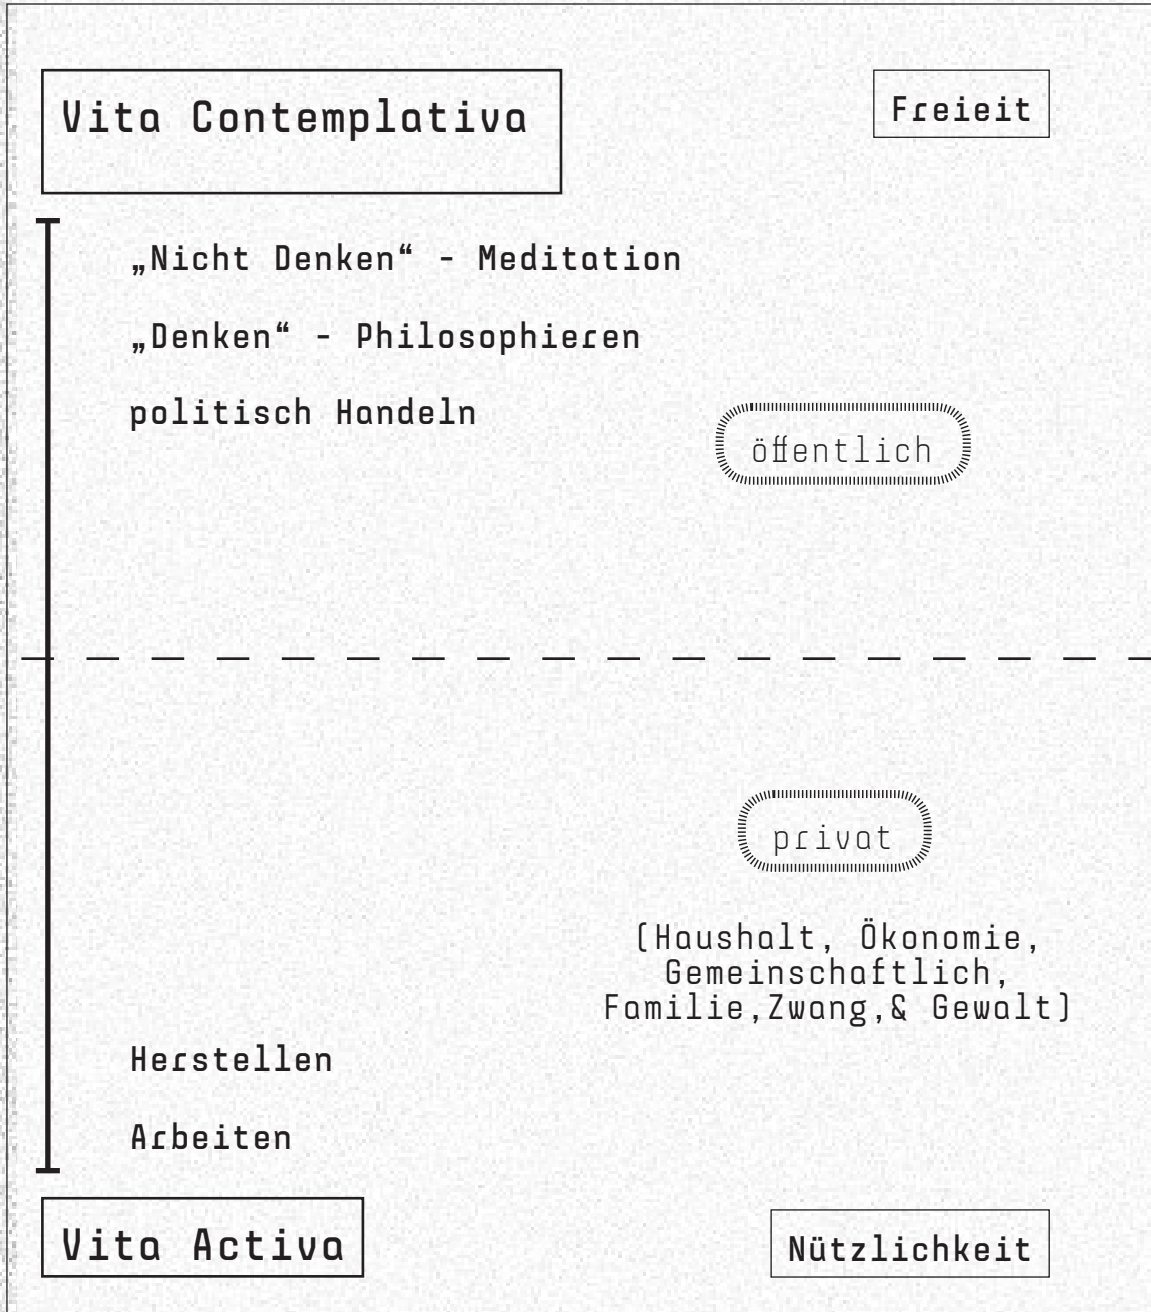 Vita Contemplativa
Freieit
„Nicht Denken“ - Meditation
„Denken“ - Philosophieren
politisch Handeln
öffentlich
privat
(Haushalt, Ökonomie,
Gemeinschaftlich,
Familie,Zwang,& Gewalt)
Herstellen
Arbeiten
Vita Activa
Nützlichkeit